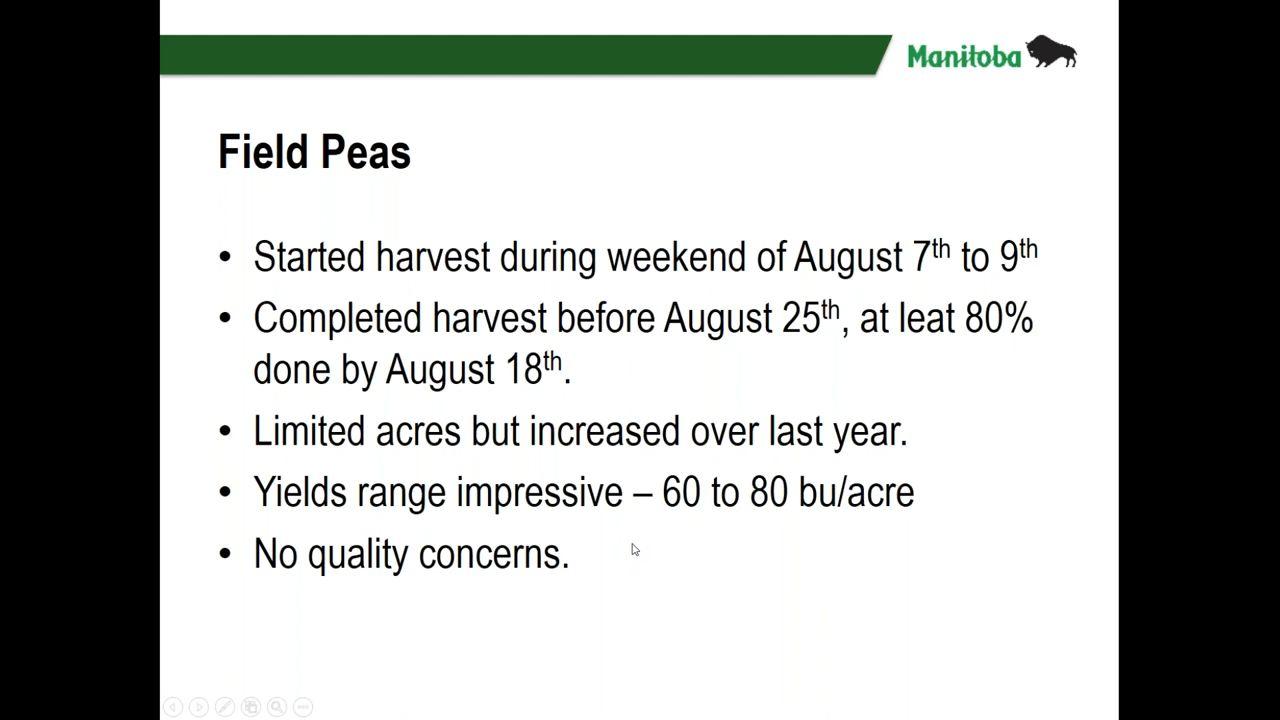 Manitoba
Field Peas
• Started harvest during weekend of August 7th to 9th
• Completed harvest before August 25th, at leat 80%
done by August 18th.
• Limited acres but increased over last year.
• Yields range impressive – 60 to 80 bu/acre
• No quality concerns.